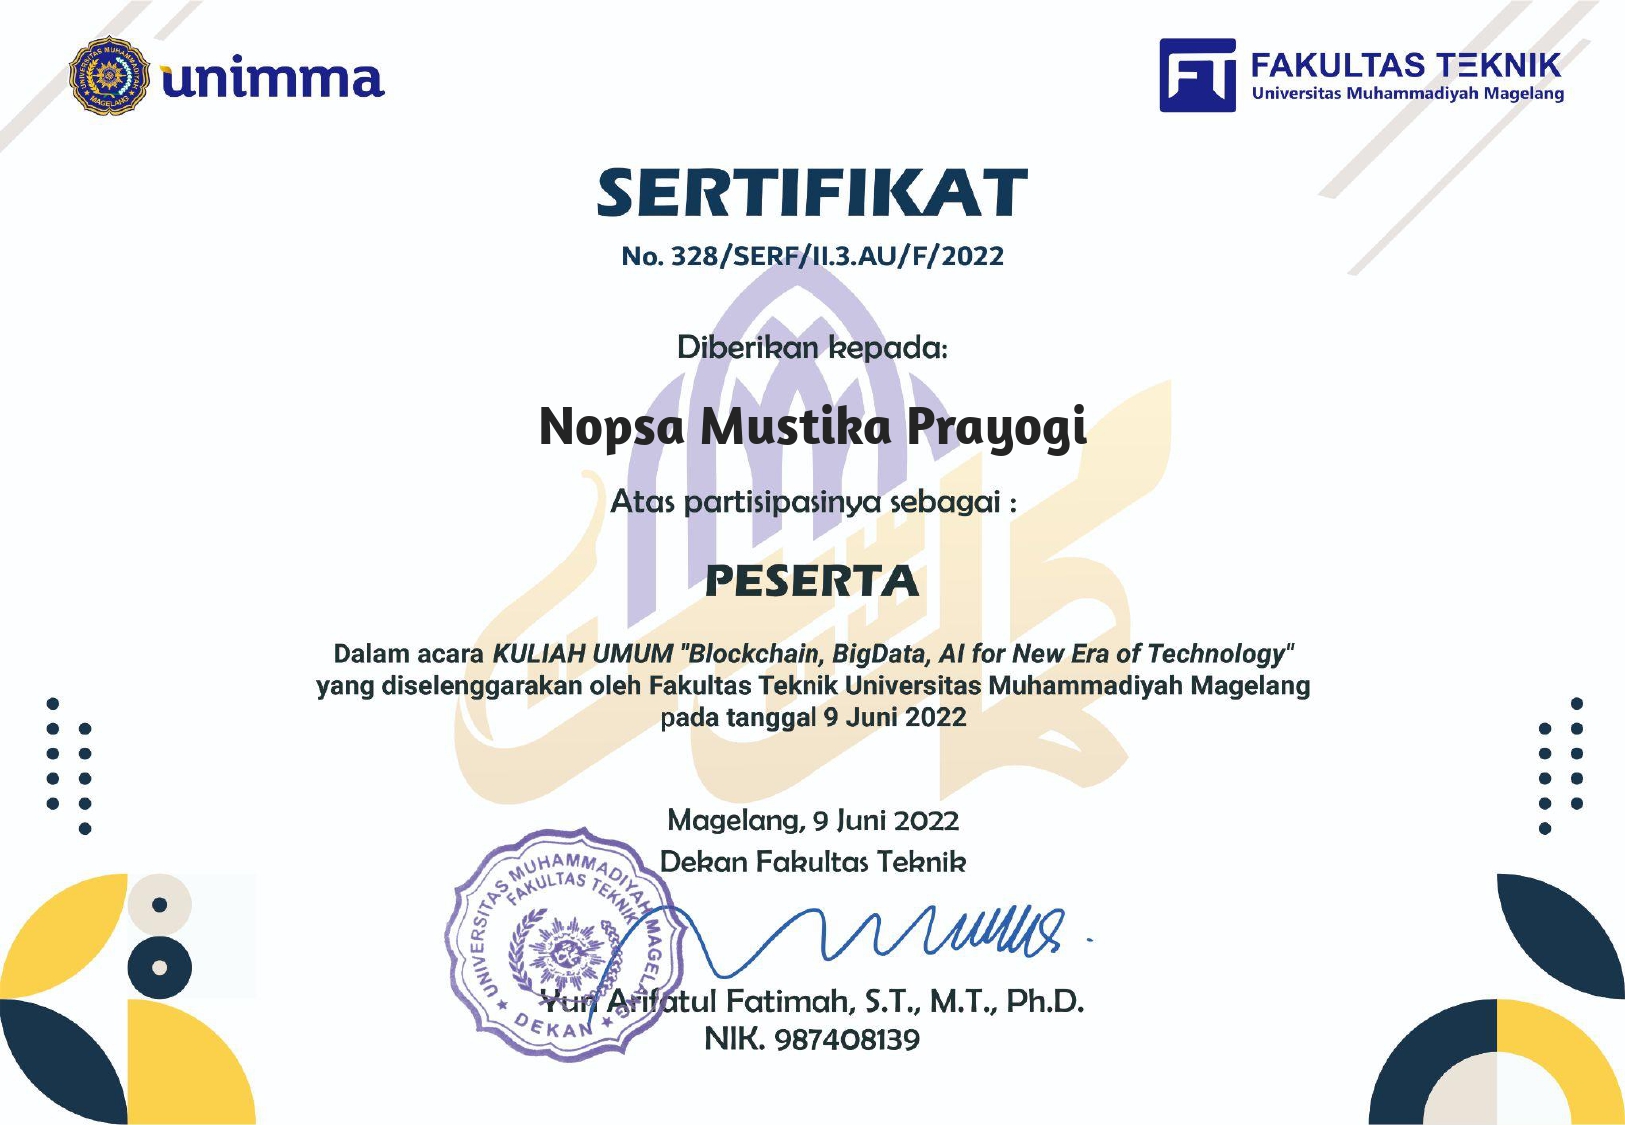 unimma
FAKULTAS TEKNIK
Universitas Muhammadiyah Magelang
SERTIFIKAT
No. 328/SERF/II.3.AU/F/2022
Diberikan kepada:
Nopsa Mustika Prayogi
Atas partisipasinya sebagai :
PESERTA
Dalam acara KULIAH UMUM "Blockchain, BigData, AI for New Era of Technology"
yang diselenggarakan oleh Fakultas Teknik Universitas Muhammadiyah Magelang
pada tanggal 9 Juni 2022
Magelang, 9 Juni 2022
Dekan Fakultas Teknik
UNIVERSITAS MUHAMMADIYAH MAGELANG
FAKULTAS TEKNIK
DEKAN
Yun Arifatul Fatimah, S.T., M.T., Ph.D.
NIK. 987408139